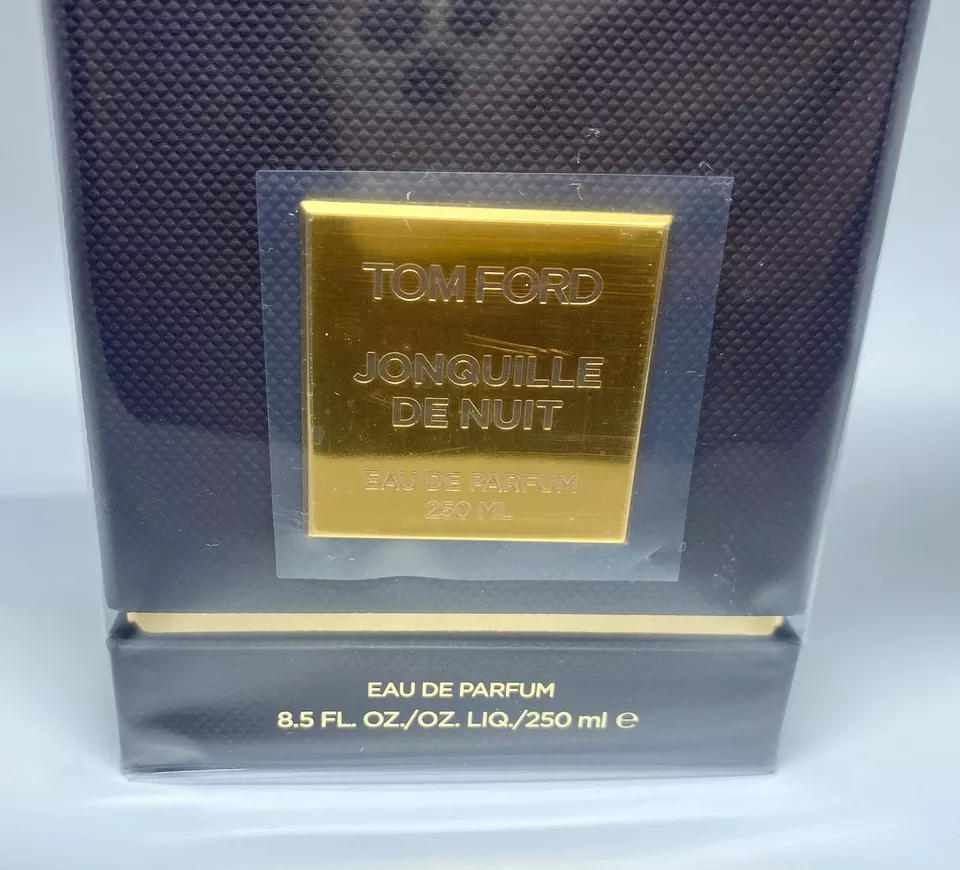 TOM FORD
JONQUILLE
DE NUIT
EAU DE PARFUM
250 ML
EAU DE PARFUM
8.5 FL. OZ./OZ. LIQ./250 ml ℮